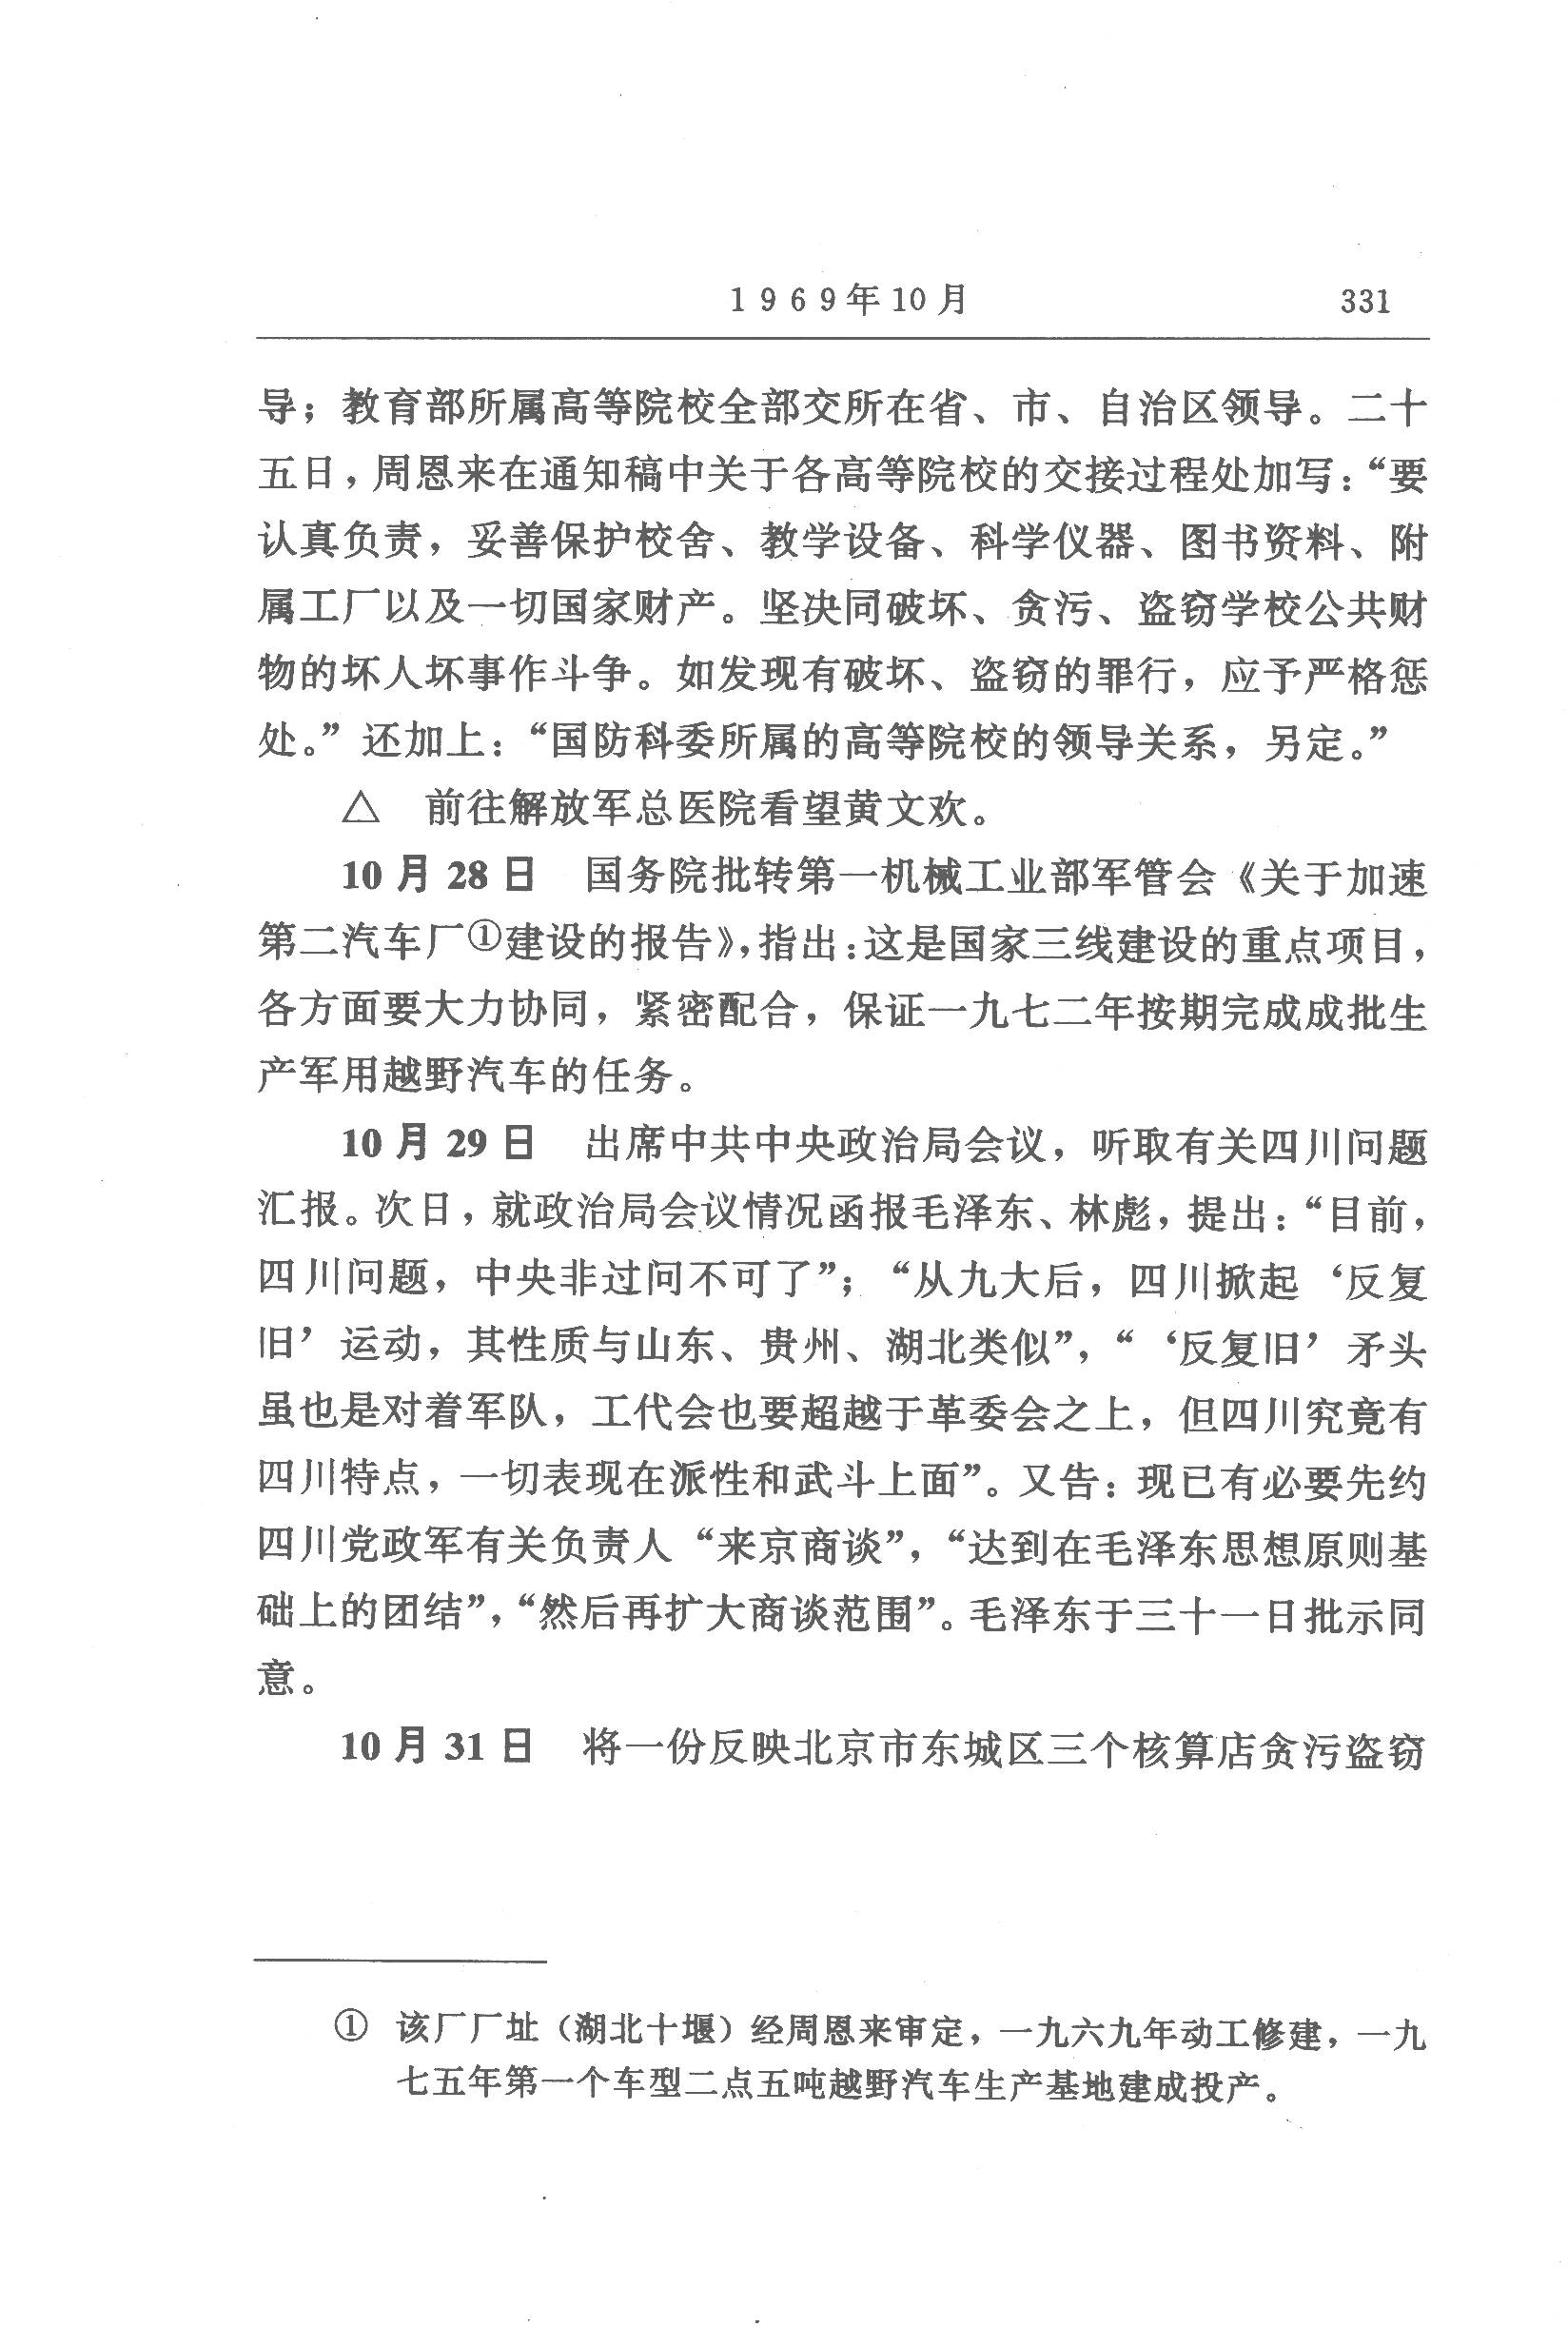 1969年10月 331
导；教育部所属高等院校全部交所在省、市、自治区领导。二十
五日，周恩来在通知稿中关于各高等院校的交接过程处加写：“要
认真负责，妥善保护校舍、教学设备、科学仪器、图书资料、附
属工厂以及一切国家财产。坚决同破坏、贪污、盗窃学校公共财
物的坏人坏事作斗争。如发现有破坏、盗窃的罪行，应予严格惩
处。”还加上：“国防科委所属的高等院校的领导关系，另定。”
△ 前往解放军总医院看望黄文欢。
10月28日 国务院批转第一机械工业部军管会《关于加速
第二汽车厂①建设的报告》，指出：这是国家三线建设的重点项目，
各方面要大力协同，紧密配合，保证一九七二年按期完成成批生
产军用越野汽车的任务。
10月29日 出席中共中央政治局会议，听取有关四川问题
汇报。次日，就政治局会议情况函报毛泽东、林彪，提出：“目前，
四川问题，中央非过问不可了”；“从九大后，四川掀起‘反复
旧’运动，其性质与山东、贵州、湖北类似”，“‘反复旧’矛头
虽也是对着军队，工代会也要超越于革委会之上，但四川究竟有
四川特点，一切表现在派性和武斗上面”。又告：现已有必要先约
四川党政军有关负责人“来京商谈”，“达到在毛泽东思想原则基
础上的团结”，“然后再扩大商谈范围”。毛泽东于三十一日批示同
意。
10月31日 将一份反映北京市东城区三个核算店贪污盗窃
① 该厂厂址（湖北十堰）经周恩来审定，一九六九年动工修建，一九
七五年第一个车型二点五吨越野汽车生产基地建成投产。